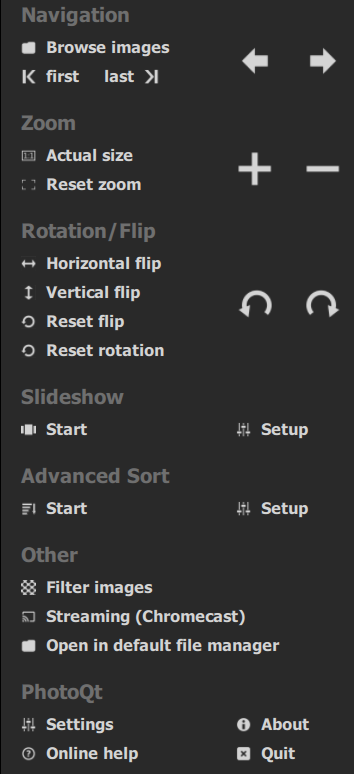 Navigation
Browse images
first last
Zoom
1:1 Actual size
Reset zoom
Rotation/Flip
Horizontal flip
Vertical flip
Reset flip
Reset rotation
Slideshow
Start Setup
Advanced Sort
Start Setup
Other
Filter images
Streaming (Chromecast)
Open in default file manager
PhotoQt
Settings About
Online help Quit